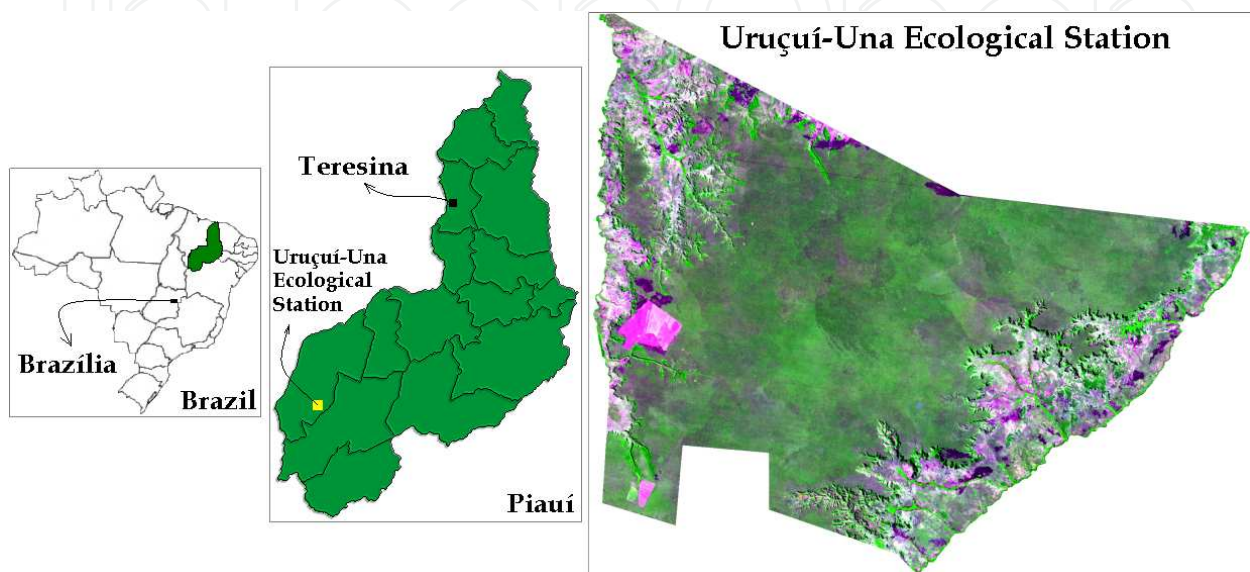 Brazília
Brazil
Teresina
Uruçuí-Una
Ecological
Station
Piauí
Uruçuí-Una Ecological Station